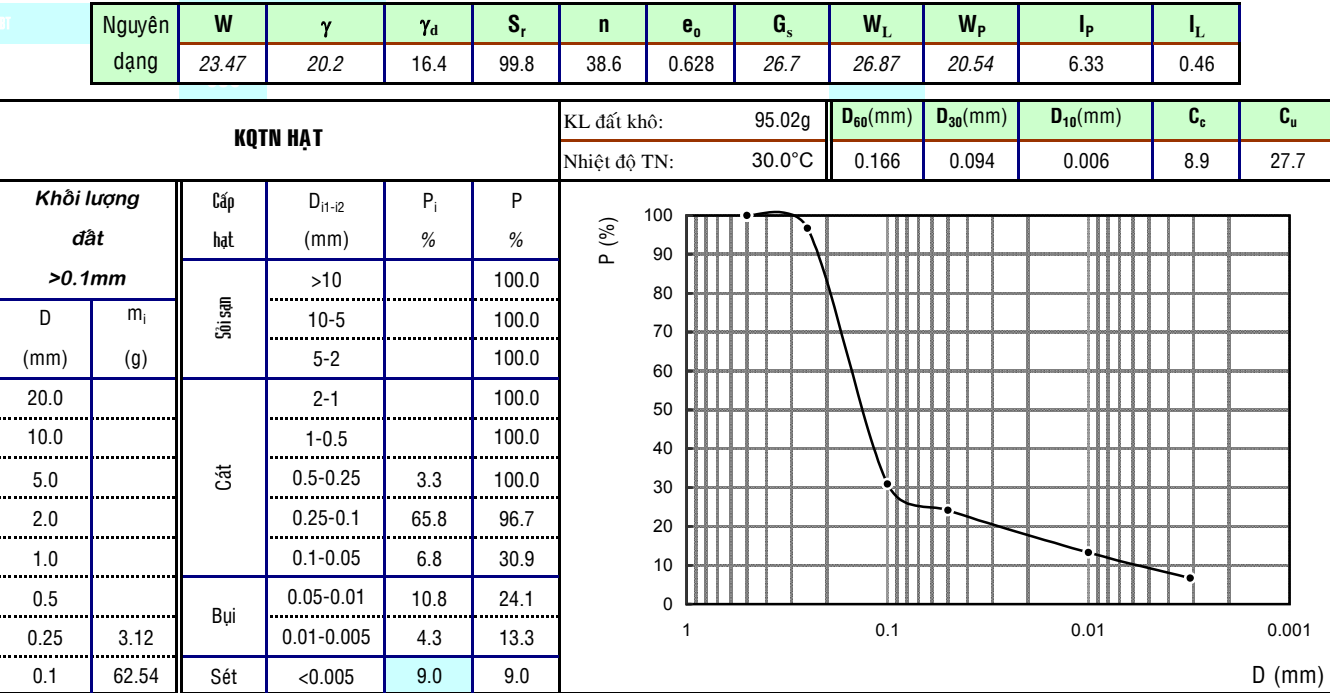 Nguyên dạng W γ γd Sr n eo Gs WL WP IP IL
23.47 20.2 16.4 99.8 38.6 0.628 26.7 26.87 20.54 6.33 0.46
KQTN HẠT
KL đất khô: 95.02g
Nhiệt độ TN: 30.0°C
D60(mm) D30(mm) D10(mm) Cc Cu
0.166 0.094 0.006 8.9 27.7
Khối lượng
đất
>0.1mm
D mi
(mm) (g)
20.0
10.0
5.0
2.0
1.0
0.5
0.25 3.12
0.1 62.54
Cấp Di1-i2 Pi P
hạt (mm) % %
Sỏi sạn
>10 100.0
10-5 100.0
5-2 100.0
Cát
2-1 100.0
1-0.5 100.0
0.5-0.25 3.3 100.0
0.25-0.1 65.8 96.7
0.1-0.05 6.8 30.9
Bụi
0.05-0.01 10.8 24.1
0.01-0.005 4.3 13.3
Sét <0.005 9.0 9.0
P (%)
100
90
80
70
60
50
40
30
20
10
0
1 0.1 0.01 0.001
D (mm)